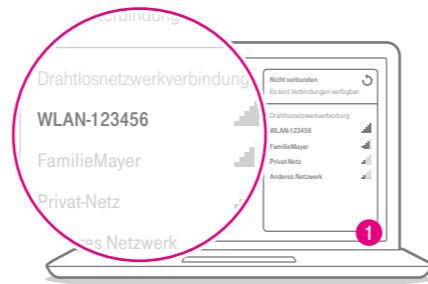 Drahtlosnetzwerkverbindung
WLAN-123456
FamilieMayer
Privat-Netz
Netzwerk
Nicht verbunden
Es sind Verbindungen verfügbar:
Drahtlosnetzwerkverbindung
WLAN-123456
FamilieMayer
Privat-Netz
Anderes Netzwerk
1